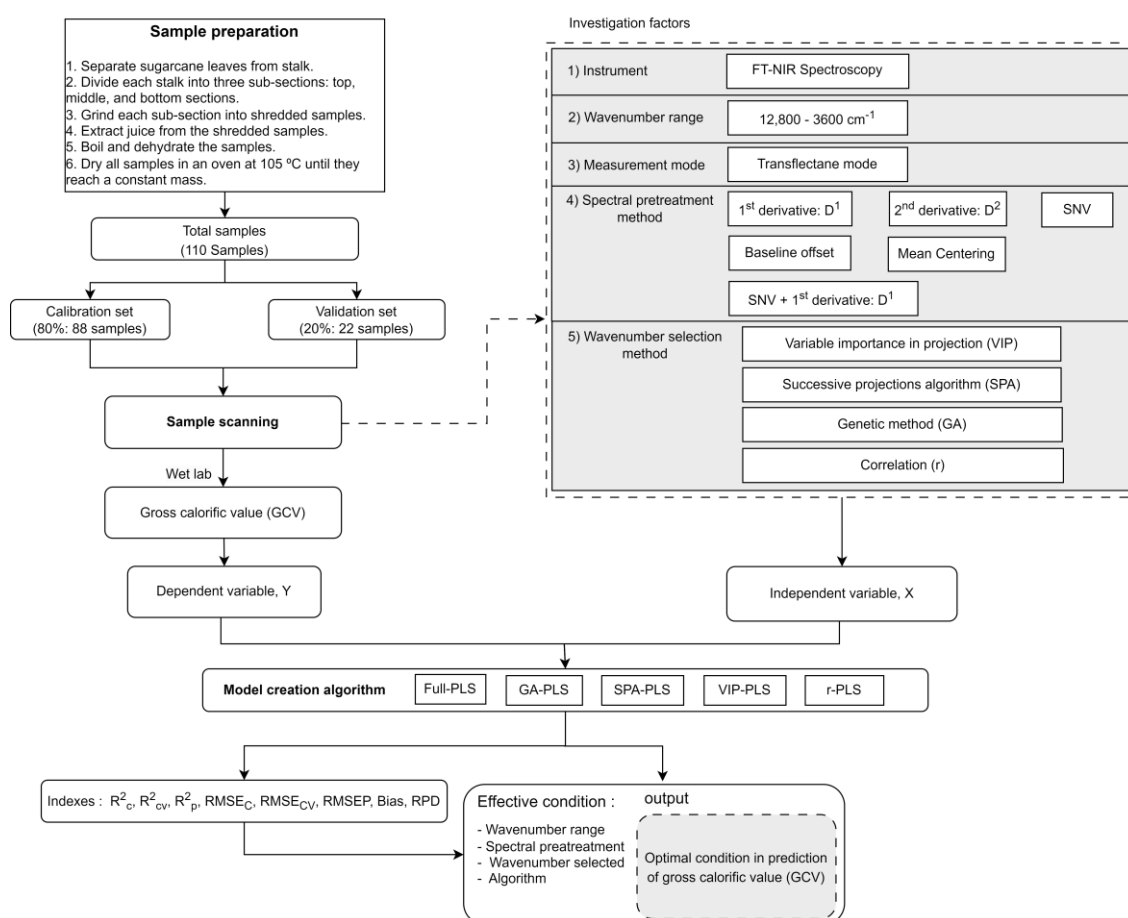 Sample preparation
1. Separate sugarcane leaves from stalk.
2. Divide each stalk into three sub-sections: top,
middle, and bottom sections.
3. Grind each sub-section into shredded samples.
4. Extract juice from the shredded samples.
5. Boil and dehydrate the samples.
6. Dry all samples in an oven at 105 ºC until they
reach a constant mass.
Total samples
(110 Samples)
Calibration set
(80%: 88 samples)
Validation set
(20%: 22 samples)
Sample scanning
Wet lab
Gross calorific value (GCV)
Dependent variable, Y
Investigation factors
1) Instrument
FT-NIR Spectroscopy
2) Wavenumber range
12,800 - 3600 cm⁻¹
3) Measurement mode
Transflectane mode
4) Spectral pretreatment
method
1ˢᵗ derivative: D¹
2ⁿᵈ derivative: D²
SNV
Baseline offset
Mean Centering
SNV + 1ˢᵗ derivative: D¹
5) Wavenumber selection
method
Variable importance in projection (VIP)
Successive projections algorithm (SPA)
Genetic method (GA)
Correlation (r)
Independent variable, X
Model creation algorithm
Full-PLS
GA-PLS
SPA-PLS
VIP-PLS
r-PLS
Indexes : R²c, R²cv, R²p, RMSEC, RMSECV, RMSEP, Bias, RPD
Effective condition :
- Wavenumber range
- Spectral preatreatment
- Wavenumber selected
- Algorithm
output
Optimal condition in prediction
of gross calorific value (GCV)